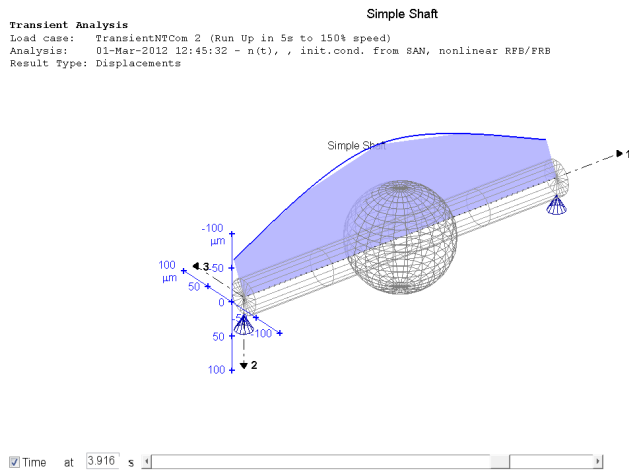 Simple Shaft
Transient Analysis
Load case: TransientNTCom 2 (Run Up in 5s to 150% speed)
Analysis: 01-Mar-2012 12:45:32 - n(t), , init.cond. from SAN, nonlinear RFB/FRB
Result Type: Displacements
Simple Shaft
1
-100
µm
100
µm
3
-50
50
0
-5
-100
50
2
100
Time at 3.916 s